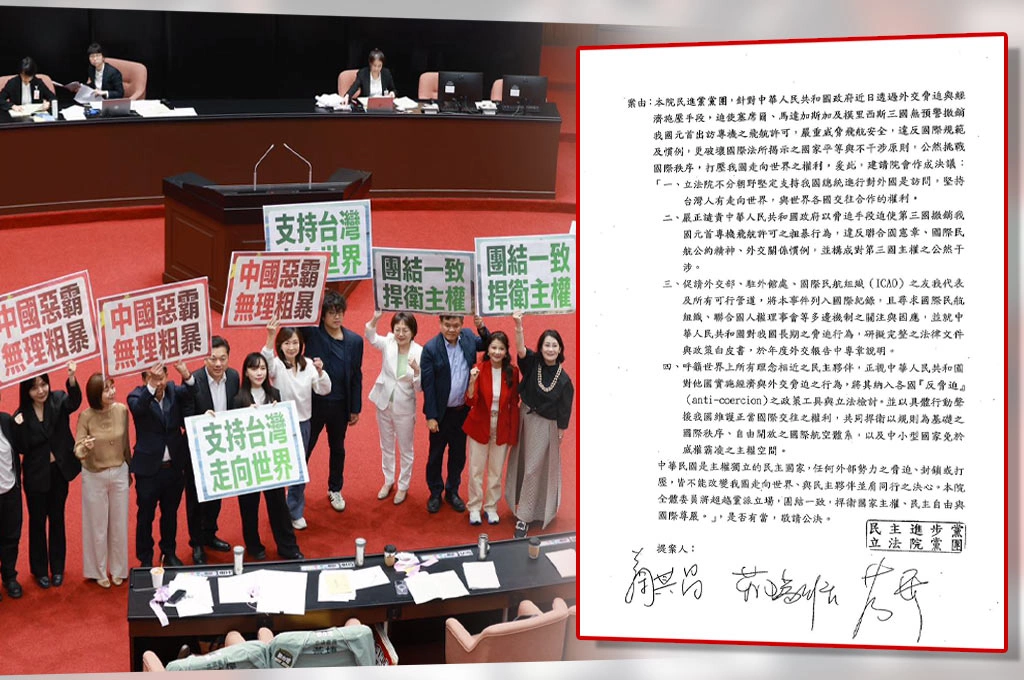 支持台灣
走向世界
中國惡霸
無理粗暴
中國惡霸
無理粗暴
中國惡霸
無理粗暴
團結一致
捍衛主權
團結一致
捍衛主權
支持台灣
走向世界
案由：本院民進黨黨團，針對中華人民共和國政府近日透過外交脅迫與經
濟施壓手段，迫使塞席爾、馬達加斯加及模里西斯三國無預警撤銷
我國元首出訪專機之飛航許可，嚴重威脅飛航安全，違反國際規範
及慣例，更破壞國際法所揭示之國家平等與不干涉原則，公然挑戰
國際秩序，打壓我國走向世界之權利。爰此，建請院會作成決議：
「一、立法院不分朝野堅定支持我國總統進行對外國是訪問，堅持
台灣人有走向世界，與世界各國交往合作的權利。
二、嚴正譴責中華人民共和國政府以脅迫手段迫使第三國撤銷我
國元首專機飛航許可之粗暴行為，違反聯合國憲章、國際民
航公約精神、外交關係慣例，並構成對第三國主權之公然干
涉。
三、促請外交部、駐外館處、國際民航組織（ICAO）之友我代表
及所有可行管道，將本事件列入國際紀錄，且尋求國際民航
組織、聯合國人權理事會等多邊機制之關注與因應，並就中
華人民共和國對我國長期之脅迫行為，研擬完整之法律文件
與政策白皮書，於年度外交報告中專章說明。
四、呼籲世界上所有理念相近之民主夥伴，正視中華人民共和國
對他國實施經濟與外交脅迫之行為，將其納入各國『反脅迫』
（anti-coercion）之政策工具與立法檢討。並以具體行動聲
援我國維護正當國際交往之權利，共同捍衛以規則為基礎之
國際秩序、自由開放之國際航空體系，以及中小型國家免於
威權霸凌之主權空間。
中華民國是主權獨立的民主國家，任何外部勢力之脅迫、封鎖或打
壓，皆不能改變我國走向世界、與民主夥伴並肩同行之決心。本院
全體委員將超越黨派立場，團結一致，捍衛國家主權、民主自由與
國際尊嚴。」，是否有當，敬請公決。
民主進步黨
立法院黨團
提案人：